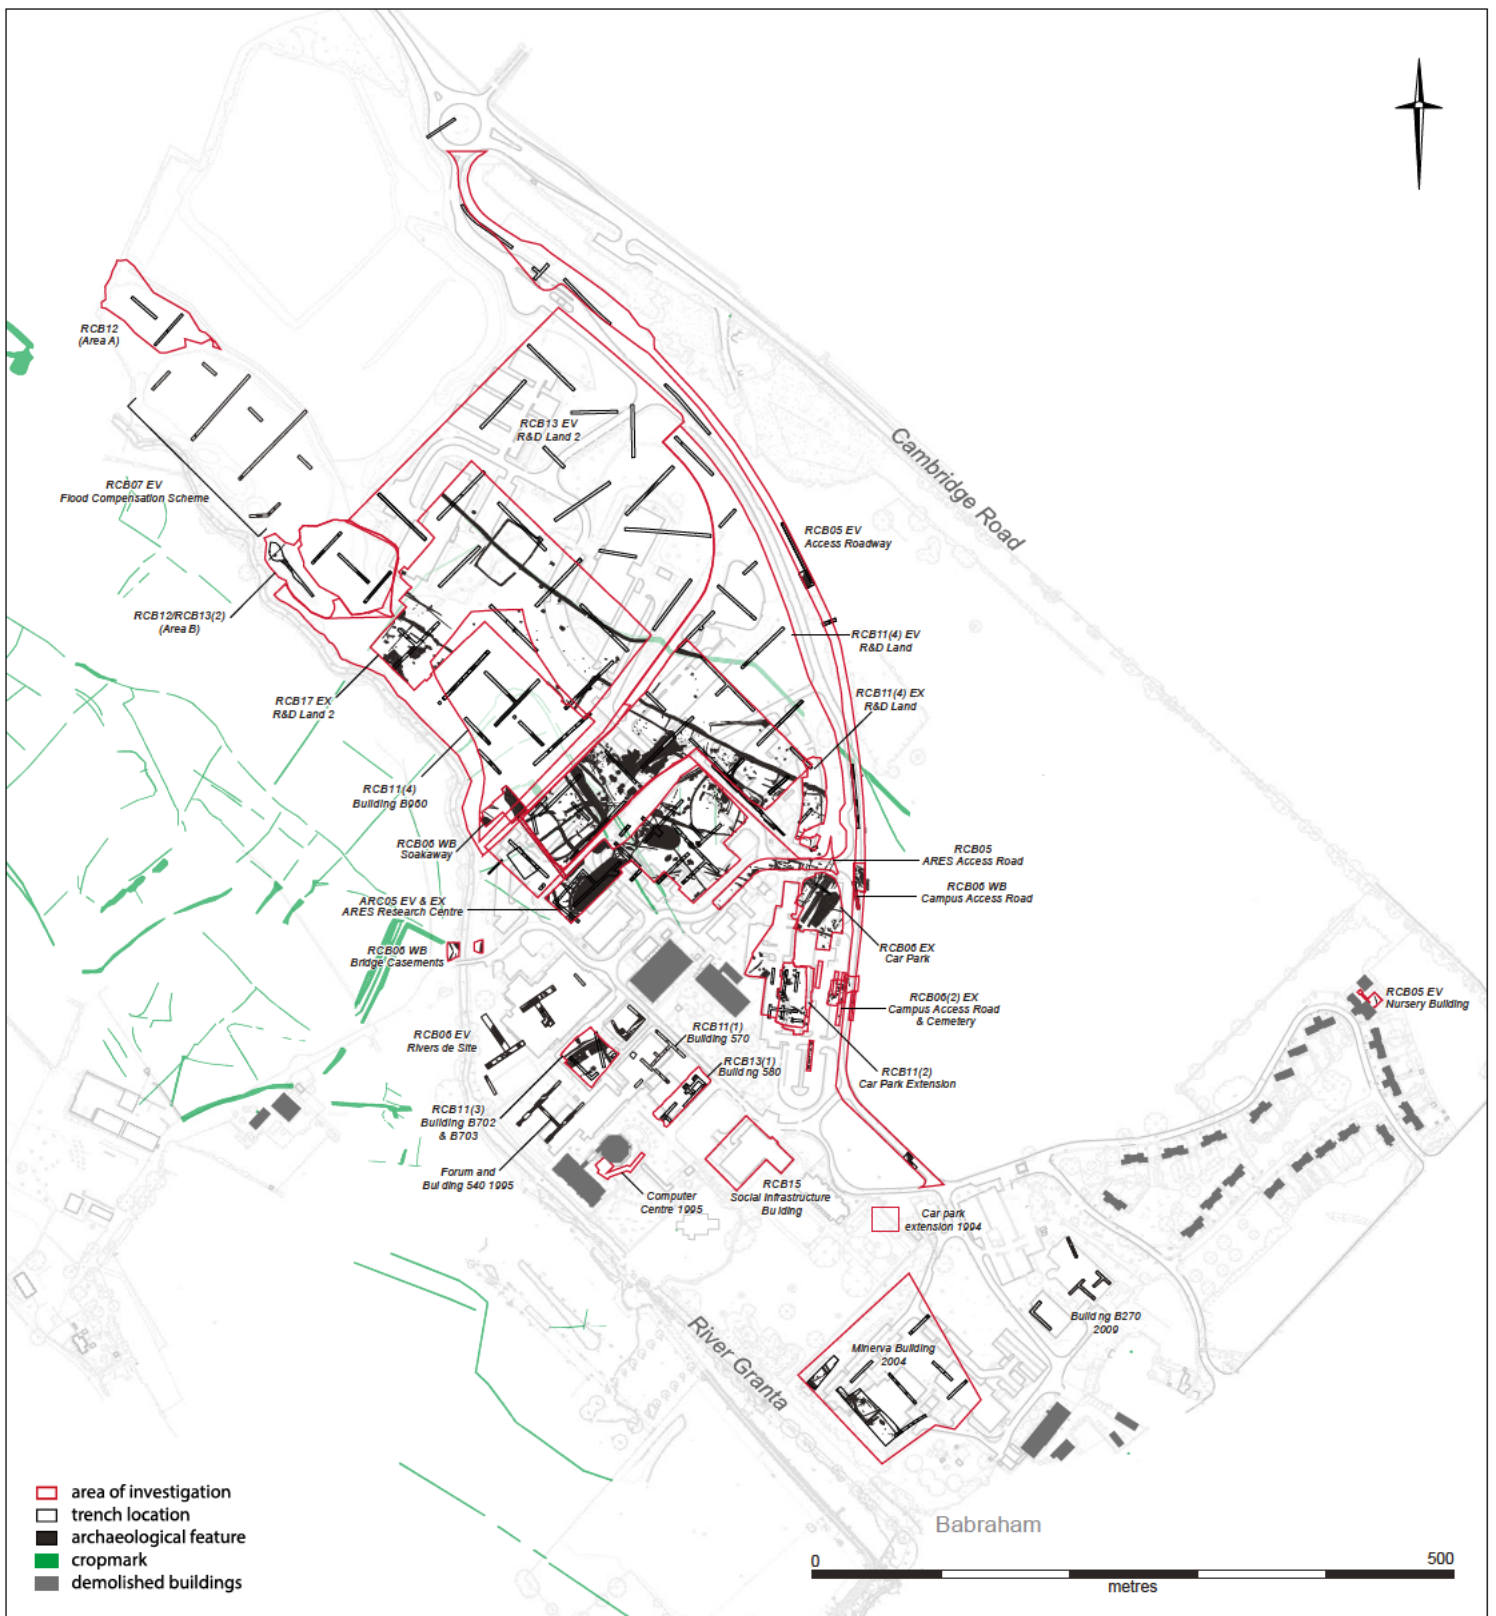 RCB12
(Area A)
RCB13 EV
R&D Land 2
Cambridge Road
RCB07 EV
Flood Compensation Scheme
RCB05 EV
Access Roadway
RCB12/RCB13(2)
(Area B)
RCB11(4) EV
R&D Land
RCB17 EX
R&D Land 2
RCB11(4) EX
R&D Land
RCB11(4)
Building B960
RCB06 WB
Soakaway
RCB05
ARES Access Road
RCB06 WB
Campus Access Road
ARC05 EV & EX
ARES Research Centre
RCB06 WB
Bridge Casements
RCB06 EX
Car Park
RCB05 EV
Nursery Building
RCB06(2) EX
Campus Access Road
& Cemetery
RCB06 EV
Rivers de Site
RCB11(1)
Building 570
RCB13(1)
Building 580
RCB11(2)
Car Park Extension
RCB11(3)
Building B702
& B703
Forum and
Building 540 1995
Computer
Centre 1995
RCB15
Social Infrastructure
Building
Car park
extension 1994
Building B270
2009
River Granta
Minerva Building
2004
area of investigation
trench location
archaeological feature
cropmark
demolished buildings
Babraham
0
500
metres